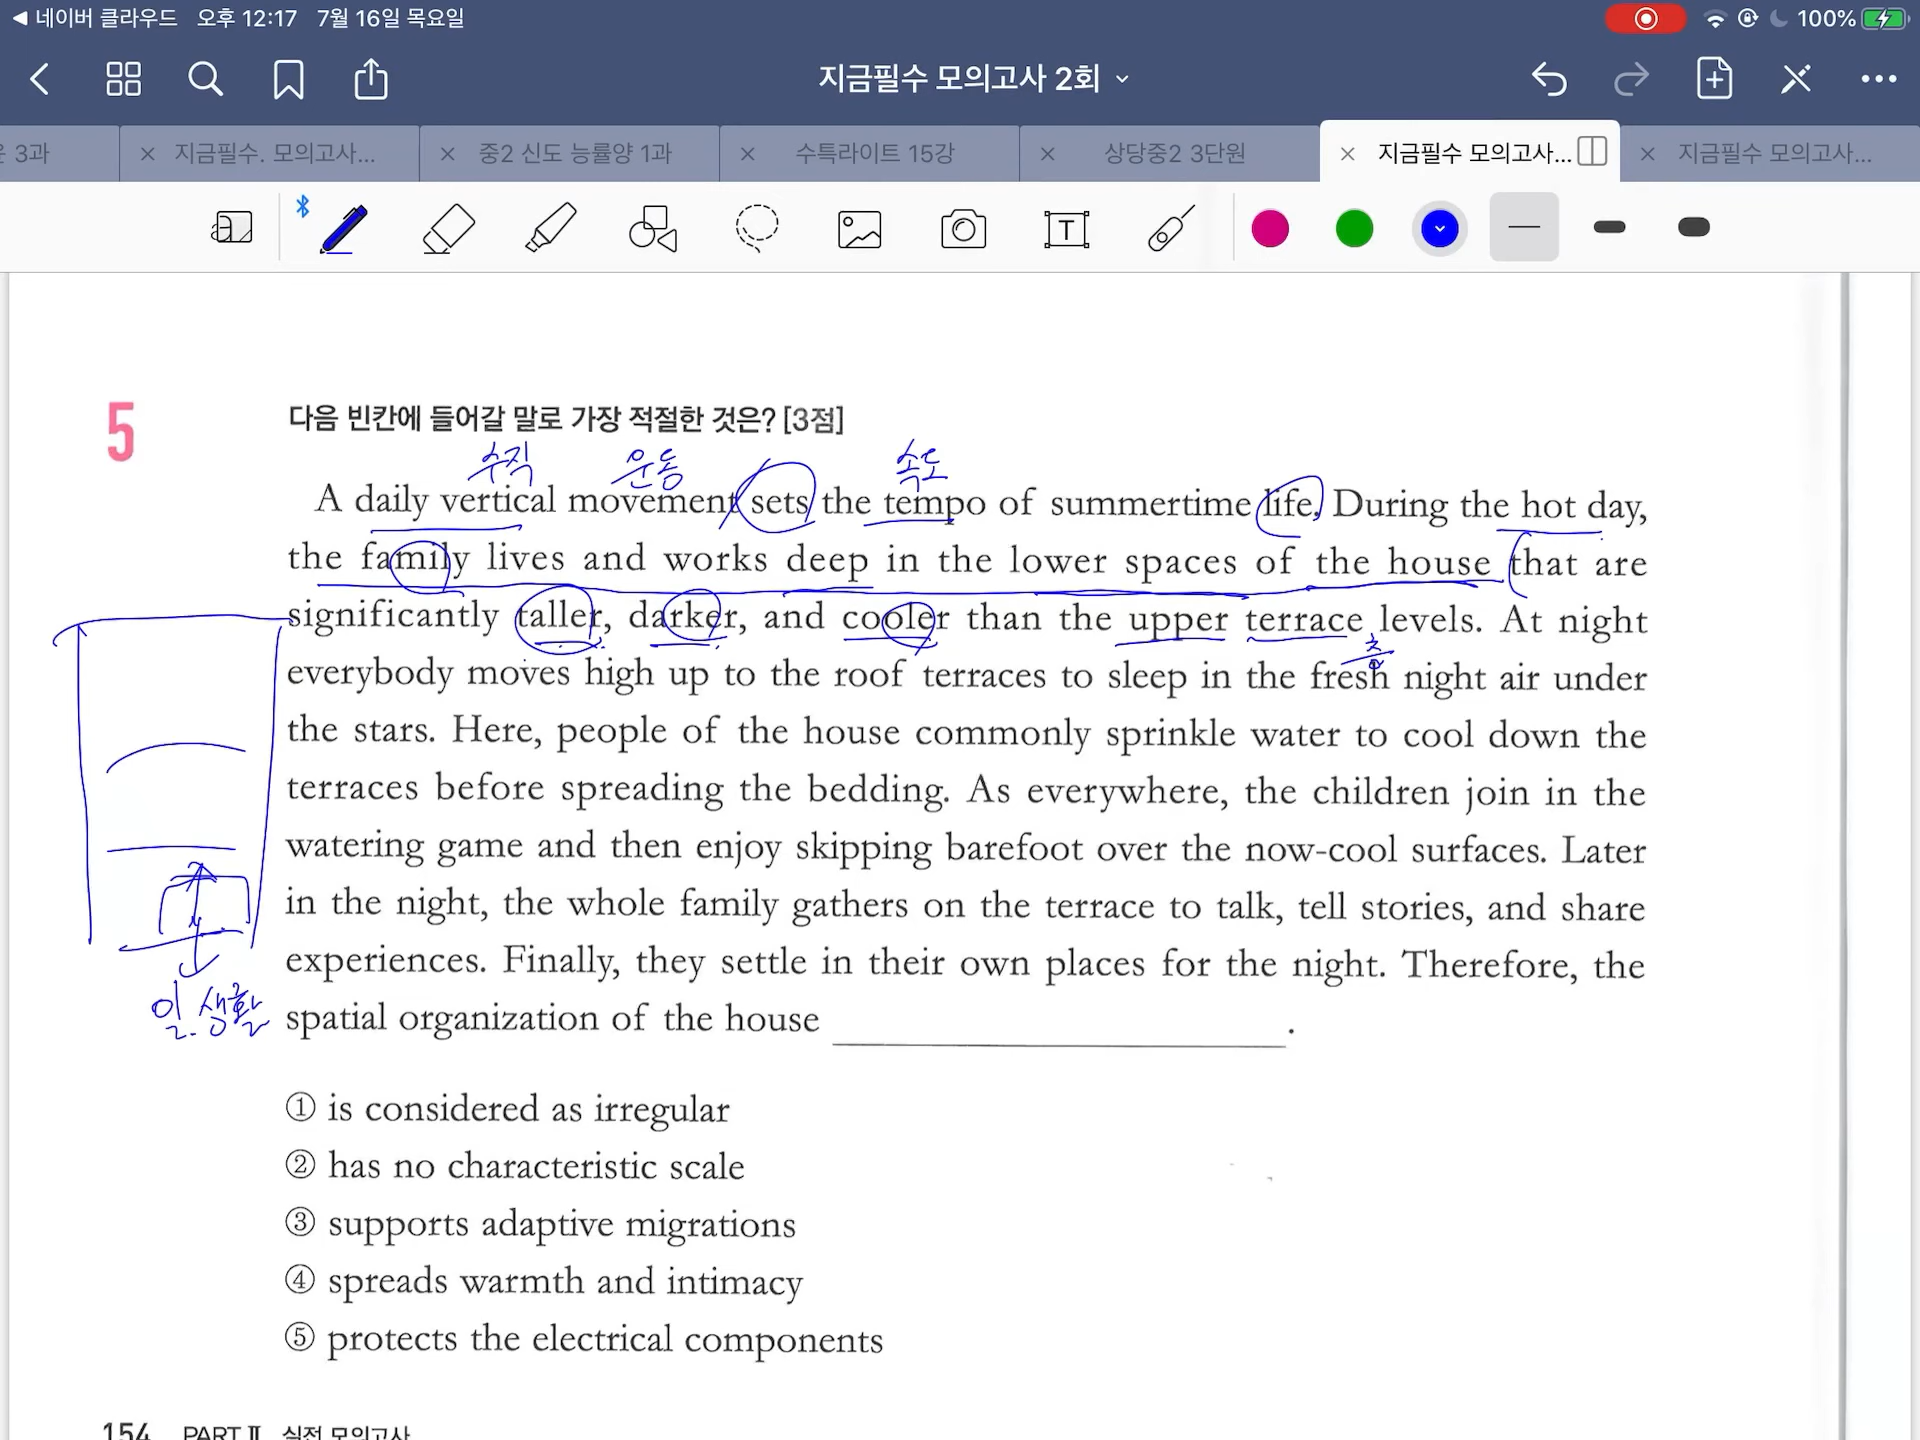 네이버 클라우드 오후 12:17 7월 16일 목요일 100%
지금필수 모의고사 2회
3과 지금필수. 모의고사... 중2 신도 능률양 1과 수특라이트 15강 상당중2 3단원 지금필수 모의고사... 지금필수 모의고사...
5 다음 빈칸에 들어갈 말로 가장 적절한 것은? [3점]
수직 운동 속도
A daily vertical movement sets the tempo of summertime life. During the hot day,
the family lives and works deep in the lower spaces of the house that are
significantly taller, darker, and cooler than the upper terrace levels. At night
층
everybody moves high up to the roof terraces to sleep in the fresh night air under
the stars. Here, people of the house commonly sprinkle water to cool down the
terraces before spreading the bedding. As everywhere, the children join in the
watering game and then enjoy skipping barefoot over the now-cool surfaces. Later
in the night, the whole family gathers on the terrace to talk, tell stories, and share
experiences. Finally, they settle in their own places for the night. Therefore, the
일. 생활
spatial organization of the house .
① is considered as irregular
② has no characteristic scale
③ supports adaptive migrations
④ spreads warmth and intimacy
⑤ protects the electrical components
154 PART Ⅱ 실전 모의고사